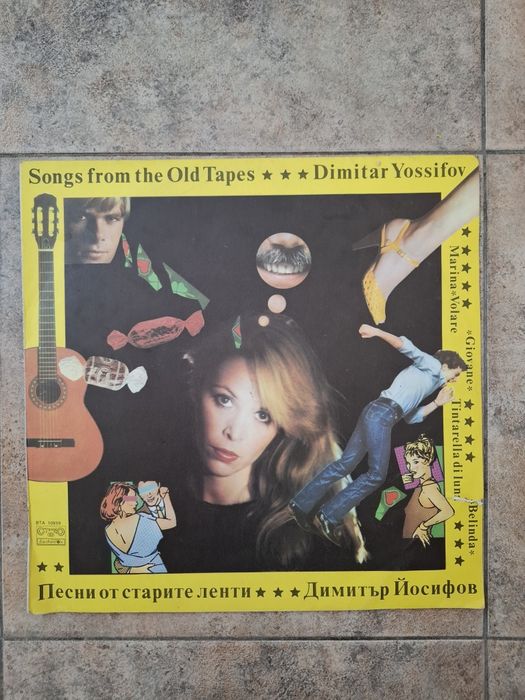 Songs from the Old Tapes ★ ★ ★ Dimitar Yossifov
★ ★ ★ ★ ★ *Giovane* ★ ★ ★ ★ *Belinda*
Marina*Volare Tintarella di lun ★ ★ ★ ★
ВТА 10959
★ ★
Песни от старите ленти ★ ★ ★ Димитър Йосифов